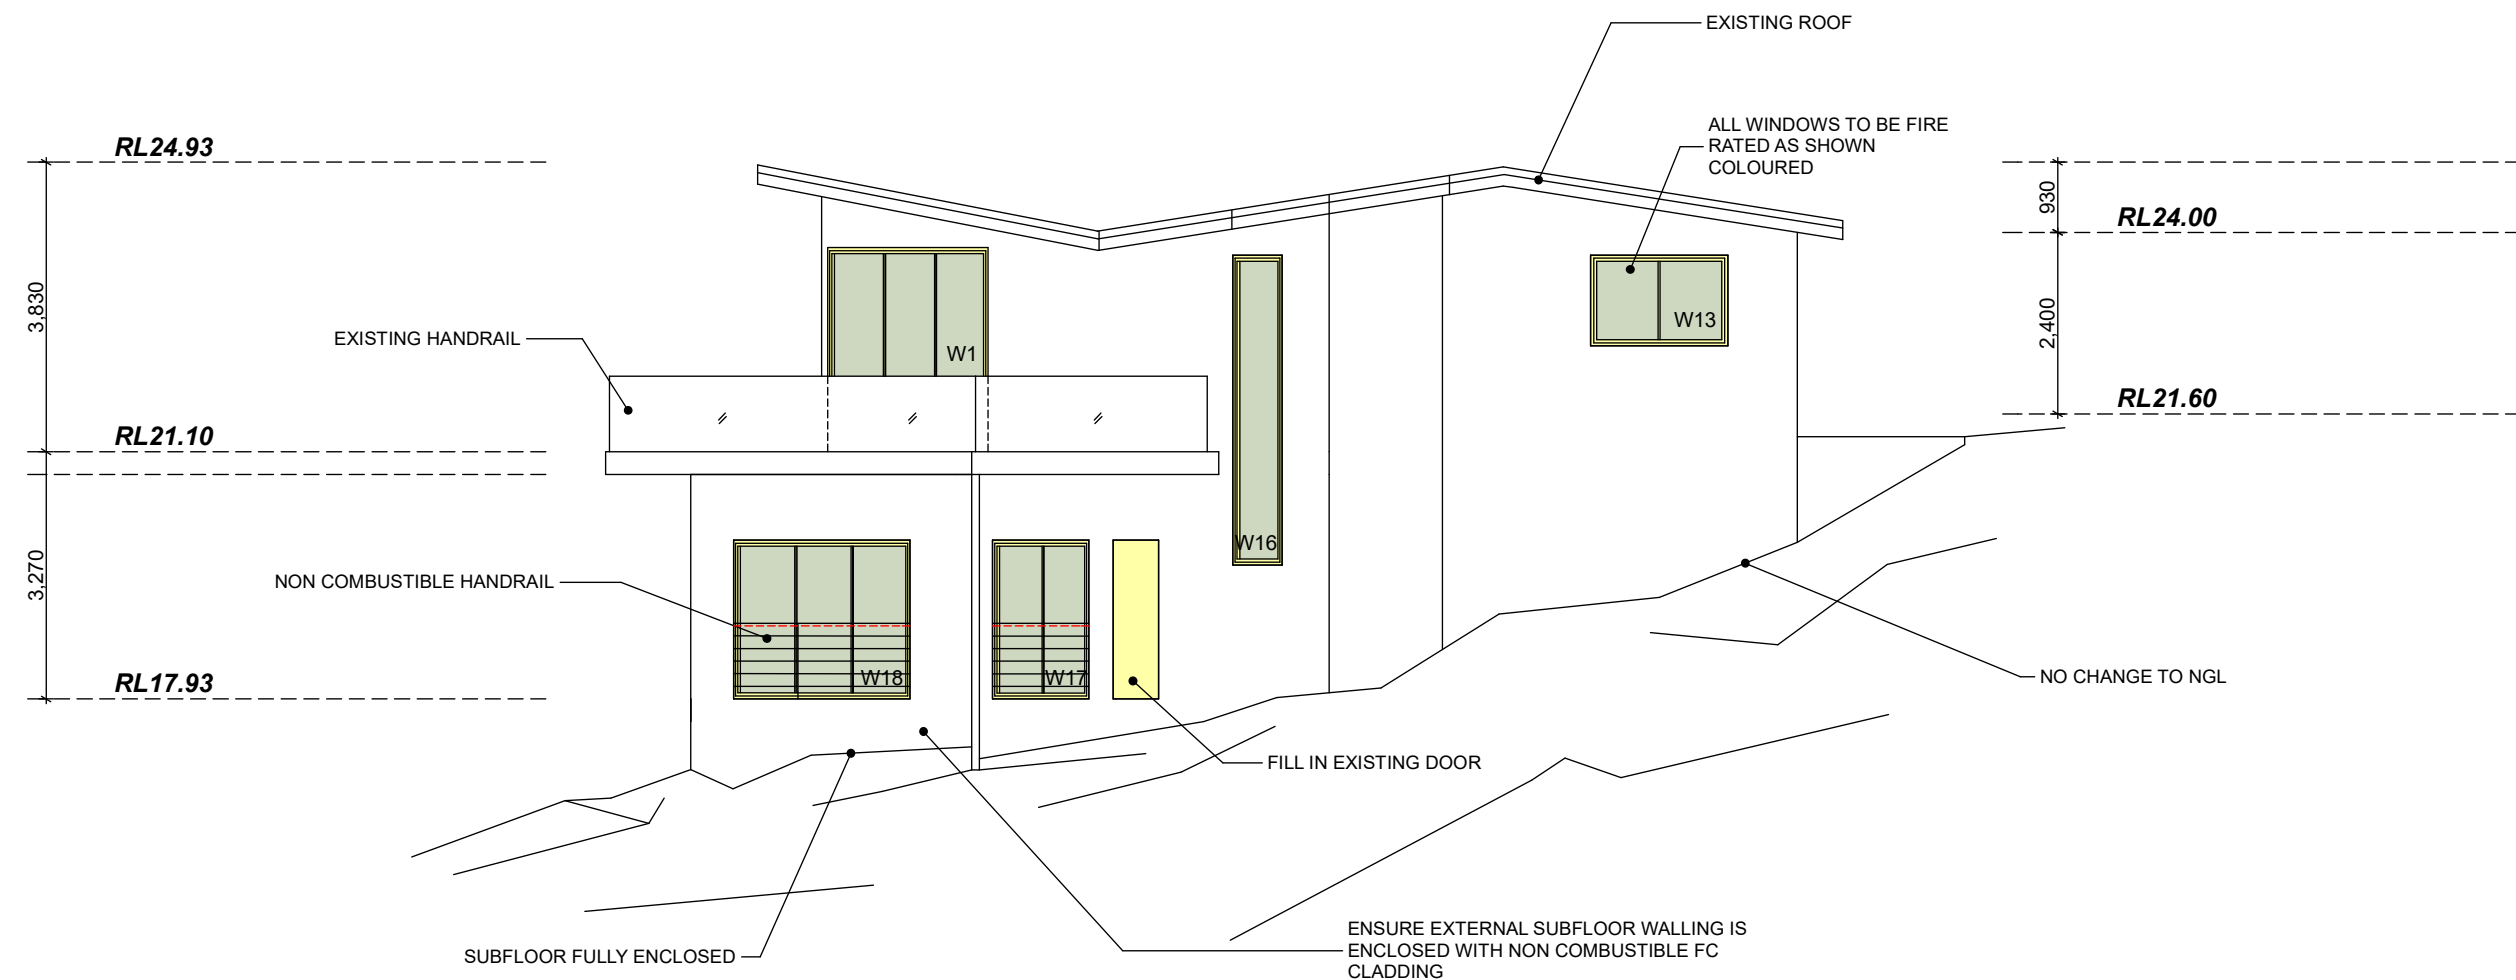 EXISTING ROOF
ALL WINDOWS TO BE FIRE
RATED AS SHOWN
COLOURED
RL24.93
930
RL24.00
3,830
2,400
W13
EXISTING HANDRAIL
W1
RL21.60
RL21.10
W16
3,270
NON COMBUSTIBLE HANDRAIL
W18
W17
RL17.93
NO CHANGE TO NGL
FILL IN EXISTING DOOR
SUBFLOOR FULLY ENCLOSED
ENSURE EXTERNAL SUBFLOOR WALLING IS
ENCLOSED WITH NON COMBUSTIBLE FC
CLADDING